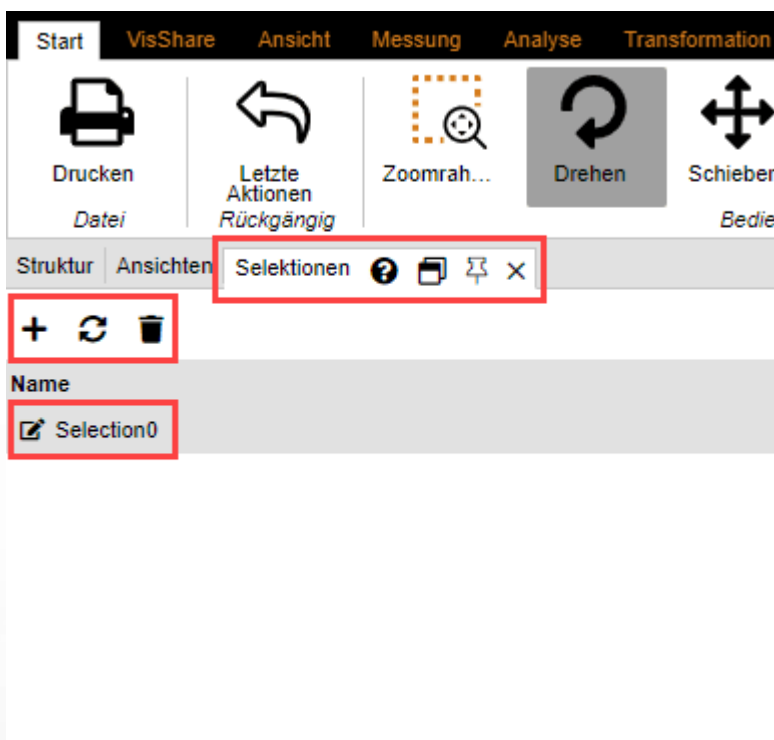 Start VisShare Ansicht Messung Analyse Transformation
Drucken Letzte Aktionen Zoomrah... Drehen Schieben
Datei Rückgängig Bedie
Struktur Ansichten Selektionen
Name
Selection0